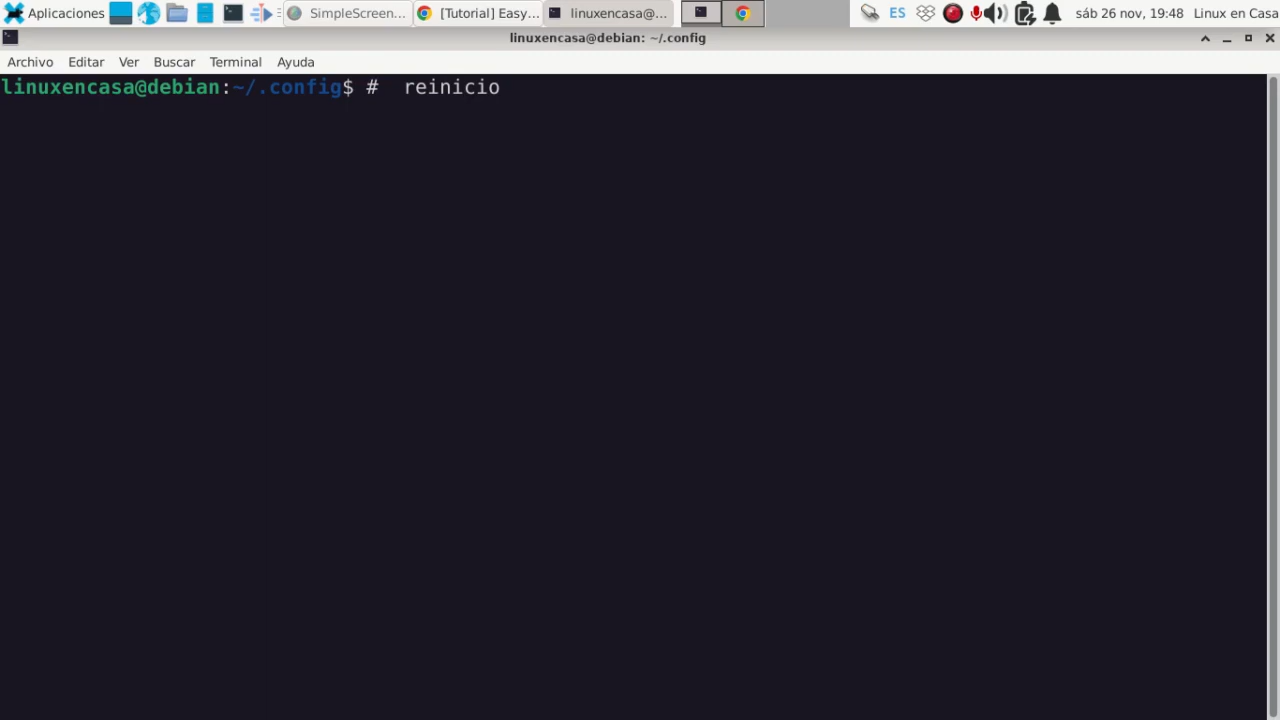 Aplicaciones SimpleScreen... [Tutorial] Easy... linuxencasa@... ES sáb 26 nov, 19:48 Linux en Casa
linuxencasa@debian: ~/.config
Archivo Editar Ver Buscar Terminal Ayuda
linuxencasa@debian:~/.config$ #  reinicio